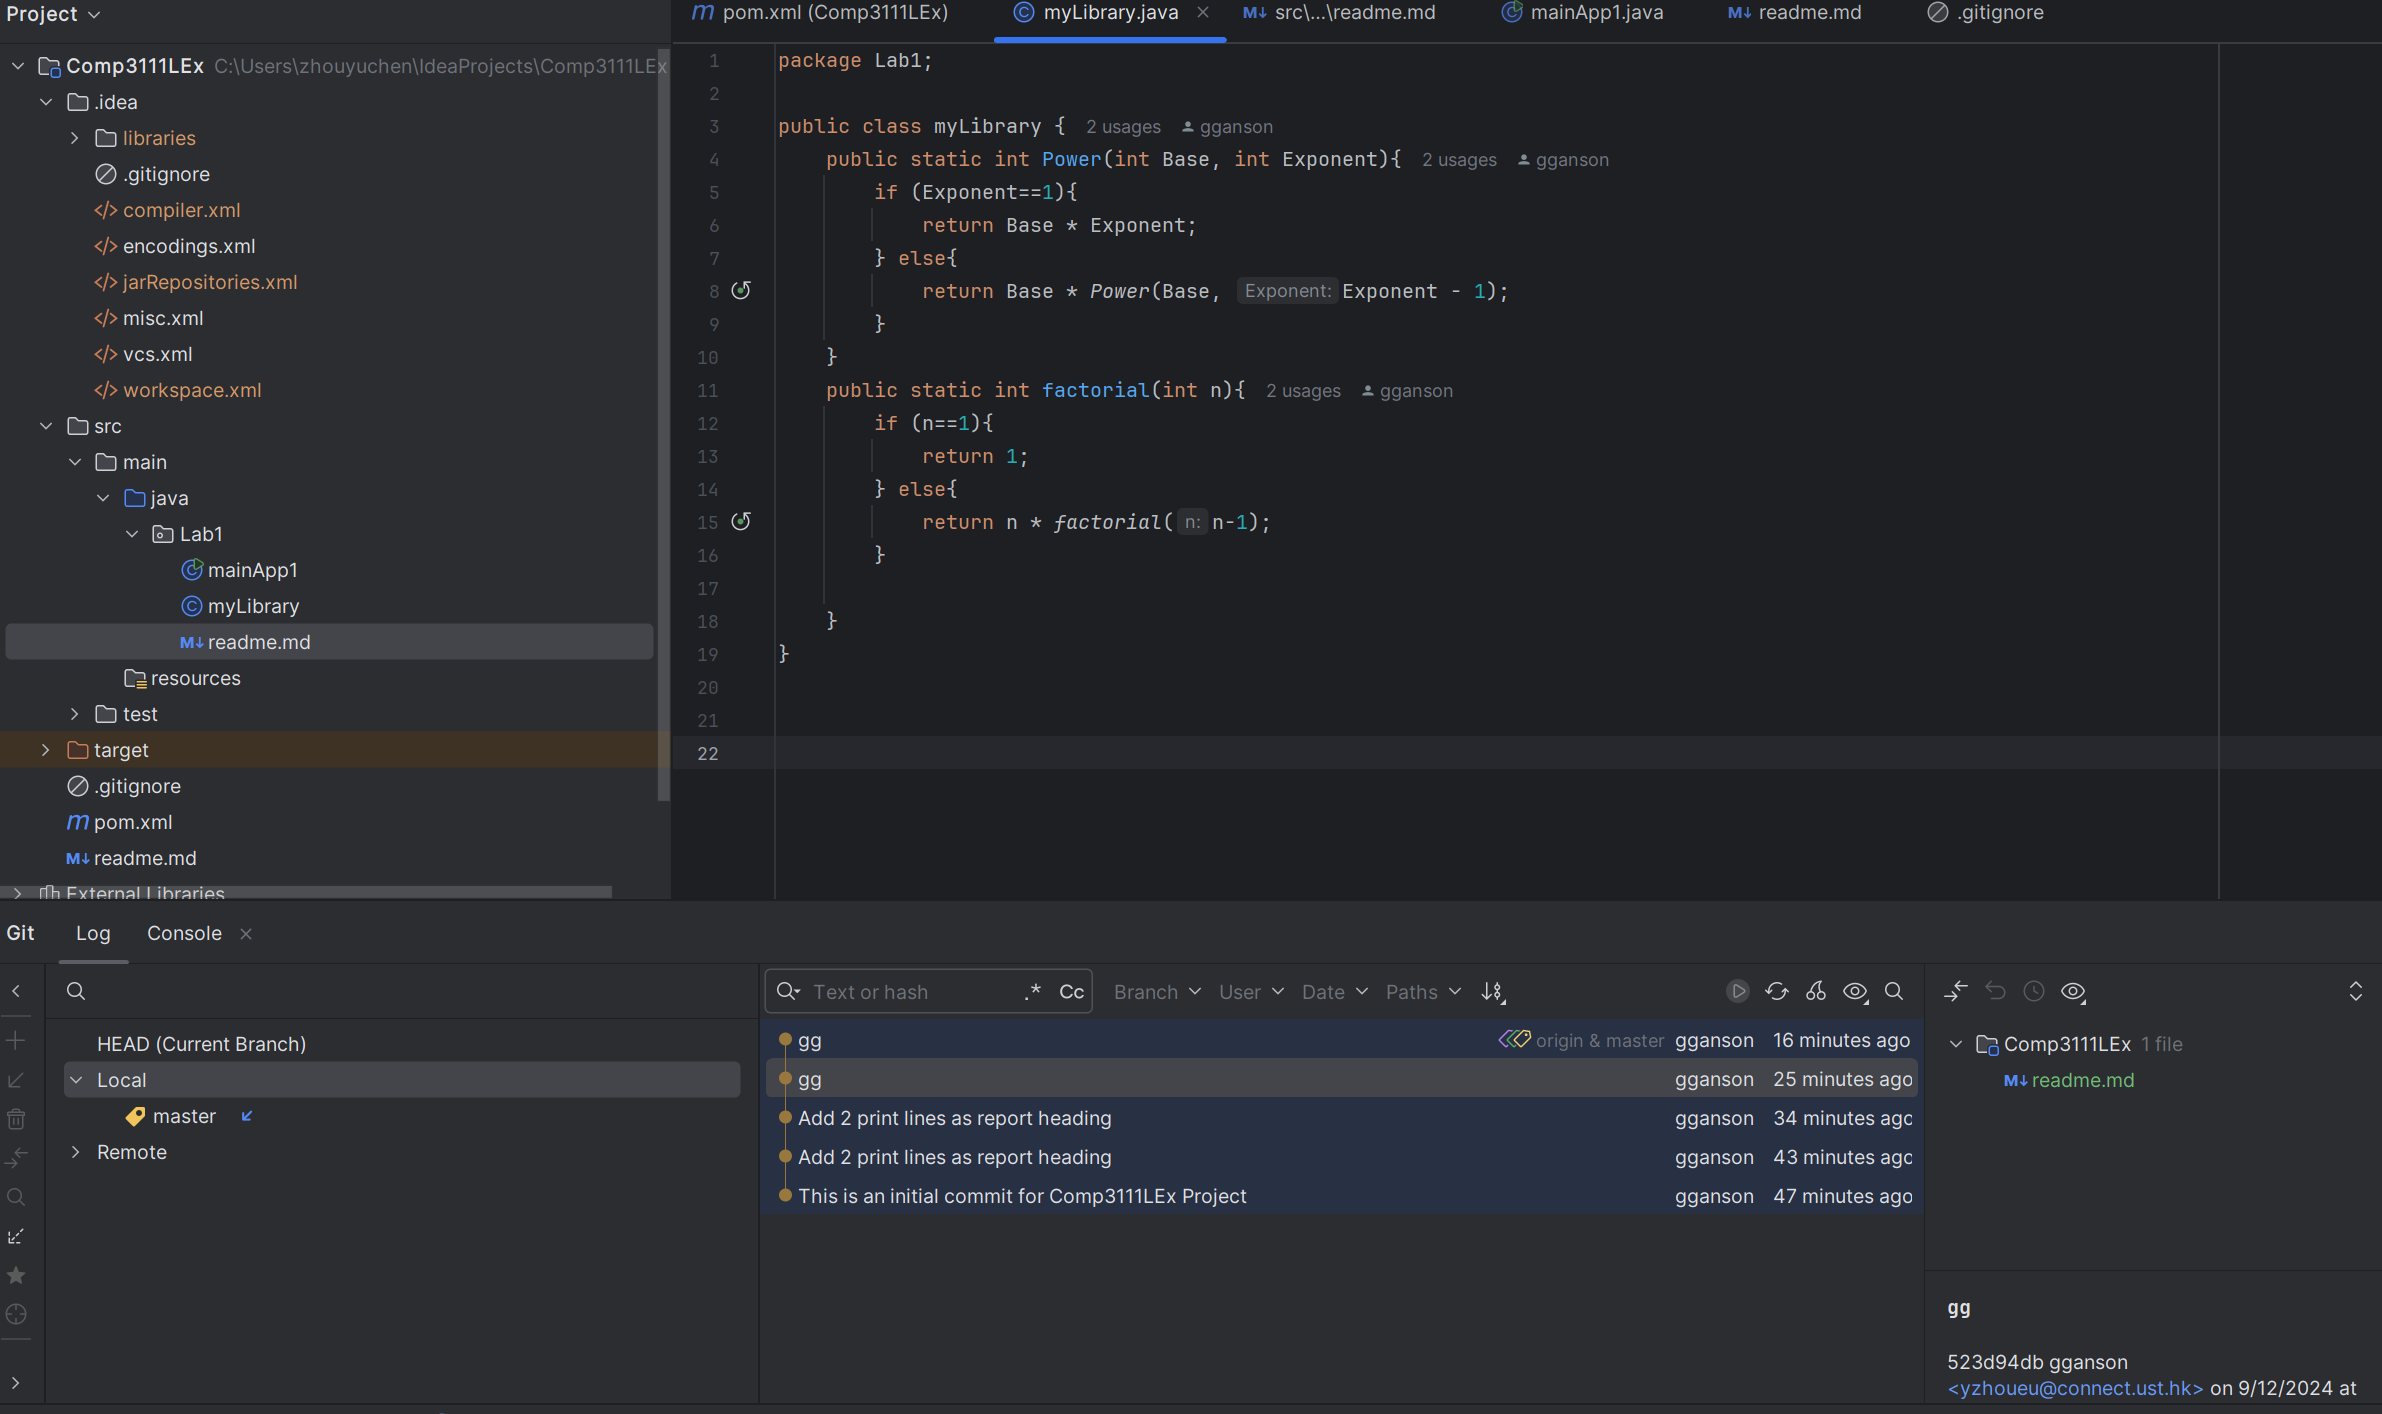 Project
Comp3111LEx C:\Users\zhouyuchen\IdeaProjects\Comp3111LEx
.idea
libraries
.gitignore
compiler.xml
encodings.xml
jarRepositories.xml
misc.xml
vcs.xml
workspace.xml
src
main
java
Lab1
mainApp1
myLibrary
readme.md
resources
test
target
.gitignore
pom.xml
readme.md
External Libraries
pom.xml (Comp3111LEx) myLibrary.java src\...\readme.md mainApp1.java readme.md .gitignore
1 package Lab1;
2
3 public class myLibrary { 2 usages gganson
4 public static int Power(int Base, int Exponent){ 2 usages gganson
5 if (Exponent==1){
6 return Base * Exponent;
7 } else{
8 return Base * Power(Base, Exponent: Exponent - 1);
9 }
10 }
11 public static int factorial(int n){ 2 usages gganson
12 if (n==1){
13 return 1;
14 } else{
15 return n * factorial( n: n-1);
16 }
17
18 }
19 }
20
21
22
Git Log Console
HEAD (Current Branch)
Local
master
Remote
Text or hash .* Cc Branch User Date Paths
gg origin & master gganson 16 minutes ago
gg gganson 25 minutes ago
Add 2 print lines as report heading gganson 34 minutes ago
Add 2 print lines as report heading gganson 43 minutes ago
This is an initial commit for Comp3111LEx Project gganson 47 minutes ago
Comp3111LEx 1 file
readme.md
gg
523d94db gganson
<yzhoueu@connect.ust.hk> on 9/12/2024 at